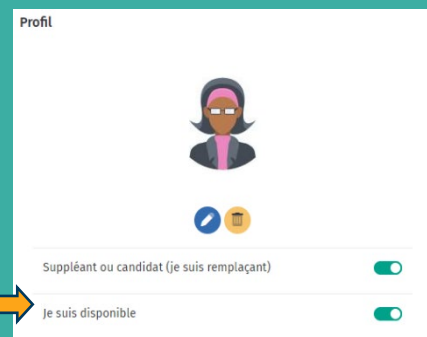 Profil
Suppléant ou candidat (je suis remplaçant)
Je suis disponible